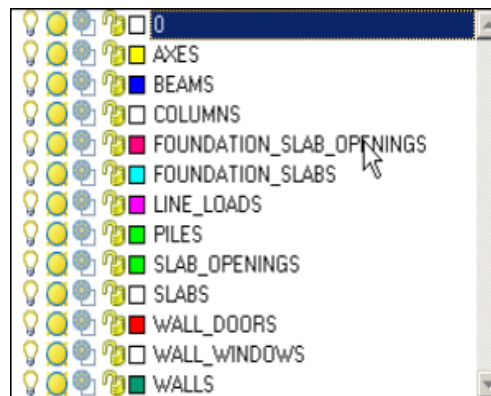 0
AXES
BEAMS
COLUMNS
FOUNDATION_SLAB_OPENINGS
FOUNDATION_SLABS
LINE_LOADS
PILES
SLAB_OPENINGS
SLABS
WALL_DOORS
WALL_WINDOWS
WALLS